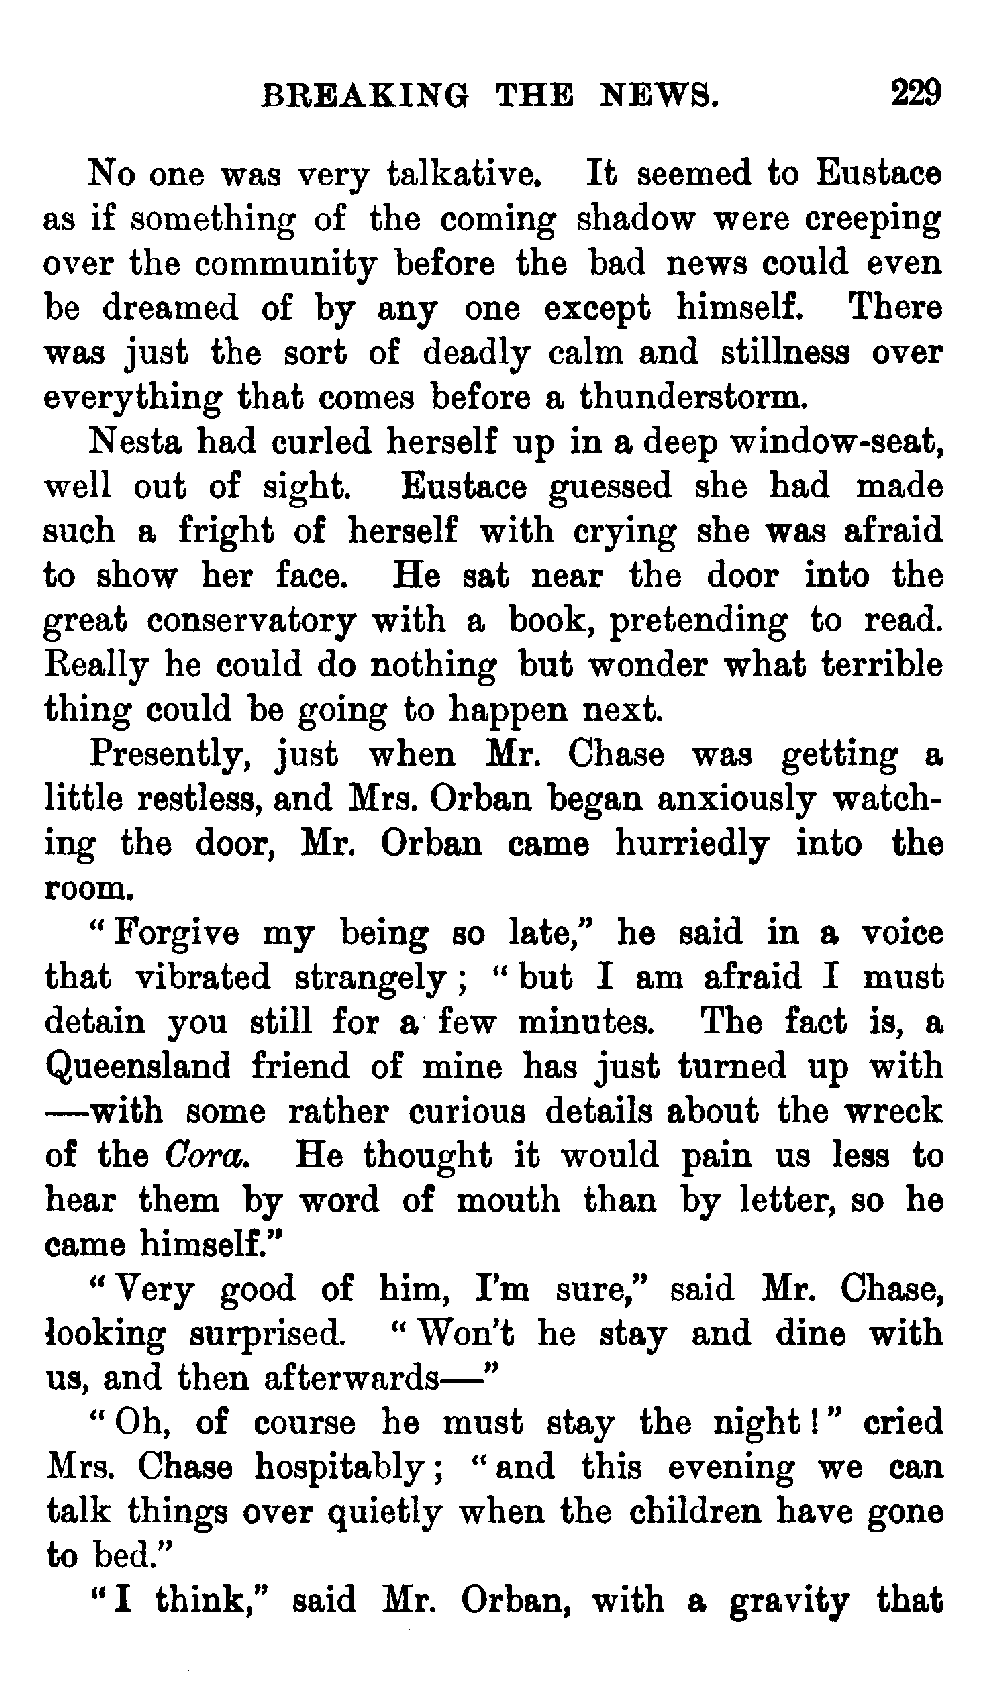 BREAKING THE NEWS. 229
No one was very talkative. It seemed to Eustace
as if something of the coming shadow were creeping
over the community before the bad news could even
be dreamed of by any one except himself. There
was just the sort of deadly calm and stillness over
everything that comes before a thunderstorm.
Nesta had curled herself up in a deep window-seat,
well out of sight. Eustace guessed she had made
such a fright of herself with crying she was afraid
to show her face. He sat near the door into the
great conservatory with a book, pretending to read.
Really he could do nothing but wonder what terrible
thing could be going to happen next.
Presently, just when Mr. Chase was getting a
little restless, and Mrs. Orban began anxiously watch-
ing the door, Mr. Orban came hurriedly into the
room.
"Forgive my being so late," he said in a voice
that vibrated strangely; "but I am afraid I must
detain you still for a few minutes. The fact is, a
Queensland friend of mine has just turned up with
—with some rather curious details about the wreck
of the Cora. He thought it would pain us less to
hear them by word of mouth than by letter, so he
came himself."
"Very good of him, I'm sure," said Mr. Chase,
looking surprised. "Won't he stay and dine with
us, and then afterwards—"
"Oh, of course he must stay the night!" cried
Mrs. Chase hospitably; "and this evening we can
talk things over quietly when the children have gone
to bed."
"I think," said Mr. Orban, with a gravity that